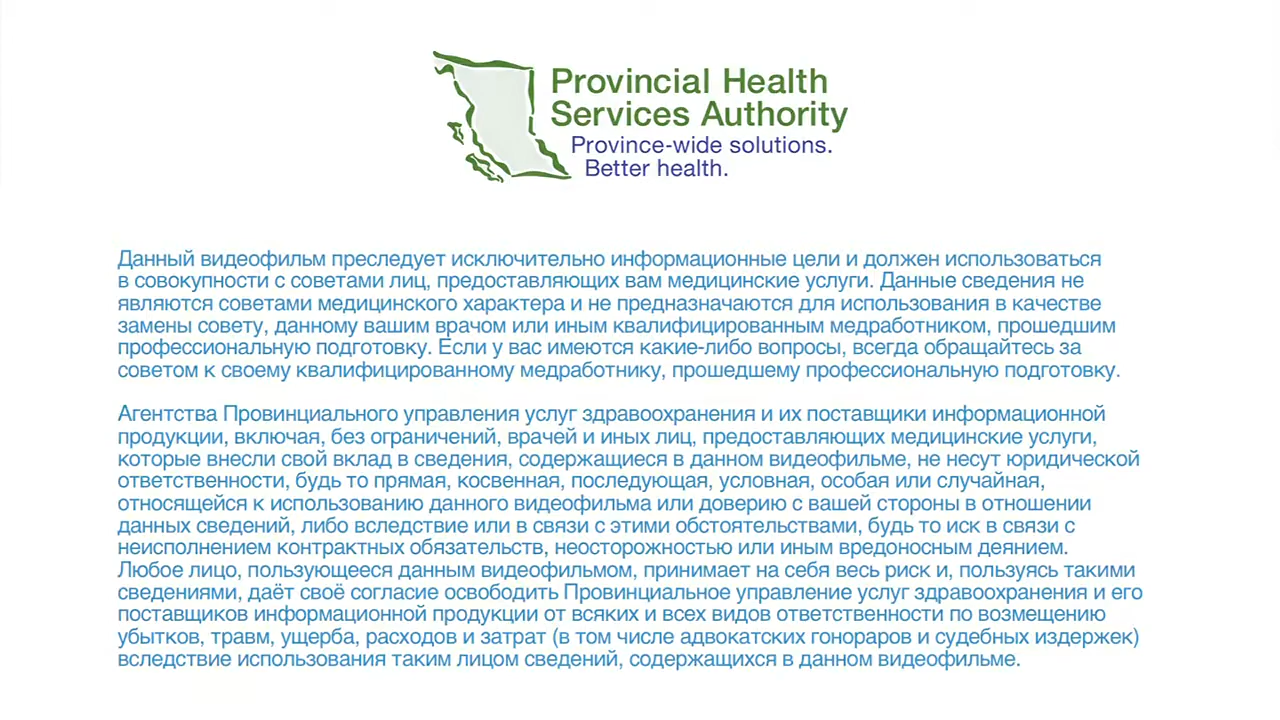 Provincial Health
Services Authority
Province-wide solutions.
Better health.
Данный видеофильм преследует исключительно информационные цели и должен использоваться
в совокупности с советами лиц, предоставляющих вам медицинские услуги. Данные сведения не
являются советами медицинского характера и не предназначаются для использования в качестве
замены совету, данному вашим врачом или иным квалифицированным медработником, прошедшим
профессиональную подготовку. Если у вас имеются какие-либо вопросы, всегда обращайтесь за
советом к своему квалифицированному медработнику, прошедшему профессиональную подготовку.
Агентства Провинциального управления услуг здравоохранения и их поставщики информационной
продукции, включая, без ограничений, врачей и иных лиц, предоставляющих медицинские услуги,
которые внесли свой вклад в сведения, содержащиеся в данном видеофильме, не несут юридической
ответственности, будь то прямая, косвенная, последующая, условная, особая или случайная,
относящейся к использованию данного видеофильма или доверию с вашей стороны в отношении
данных сведений, либо вследствие или в связи с этими обстоятельствами, будь то иск в связи с
неисполнением контрактных обязательств, неосторожностью или иным вредоносным деянием.
Любое лицо, пользующееся данным видеофильмом, принимает на себя весь риск и, пользуясь такими
сведениями, даёт своё согласие освободить Провинциальное управление услуг здравоохранения и его
поставщиков информационной продукции от всяких и всех видов ответственности по возмещению
убытков, травм, ущерба, расходов и затрат (в том числе адвокатских гонораров и судебных издержек)
вследствие использования таким лицом сведений, содержащихся в данном видеофильме.